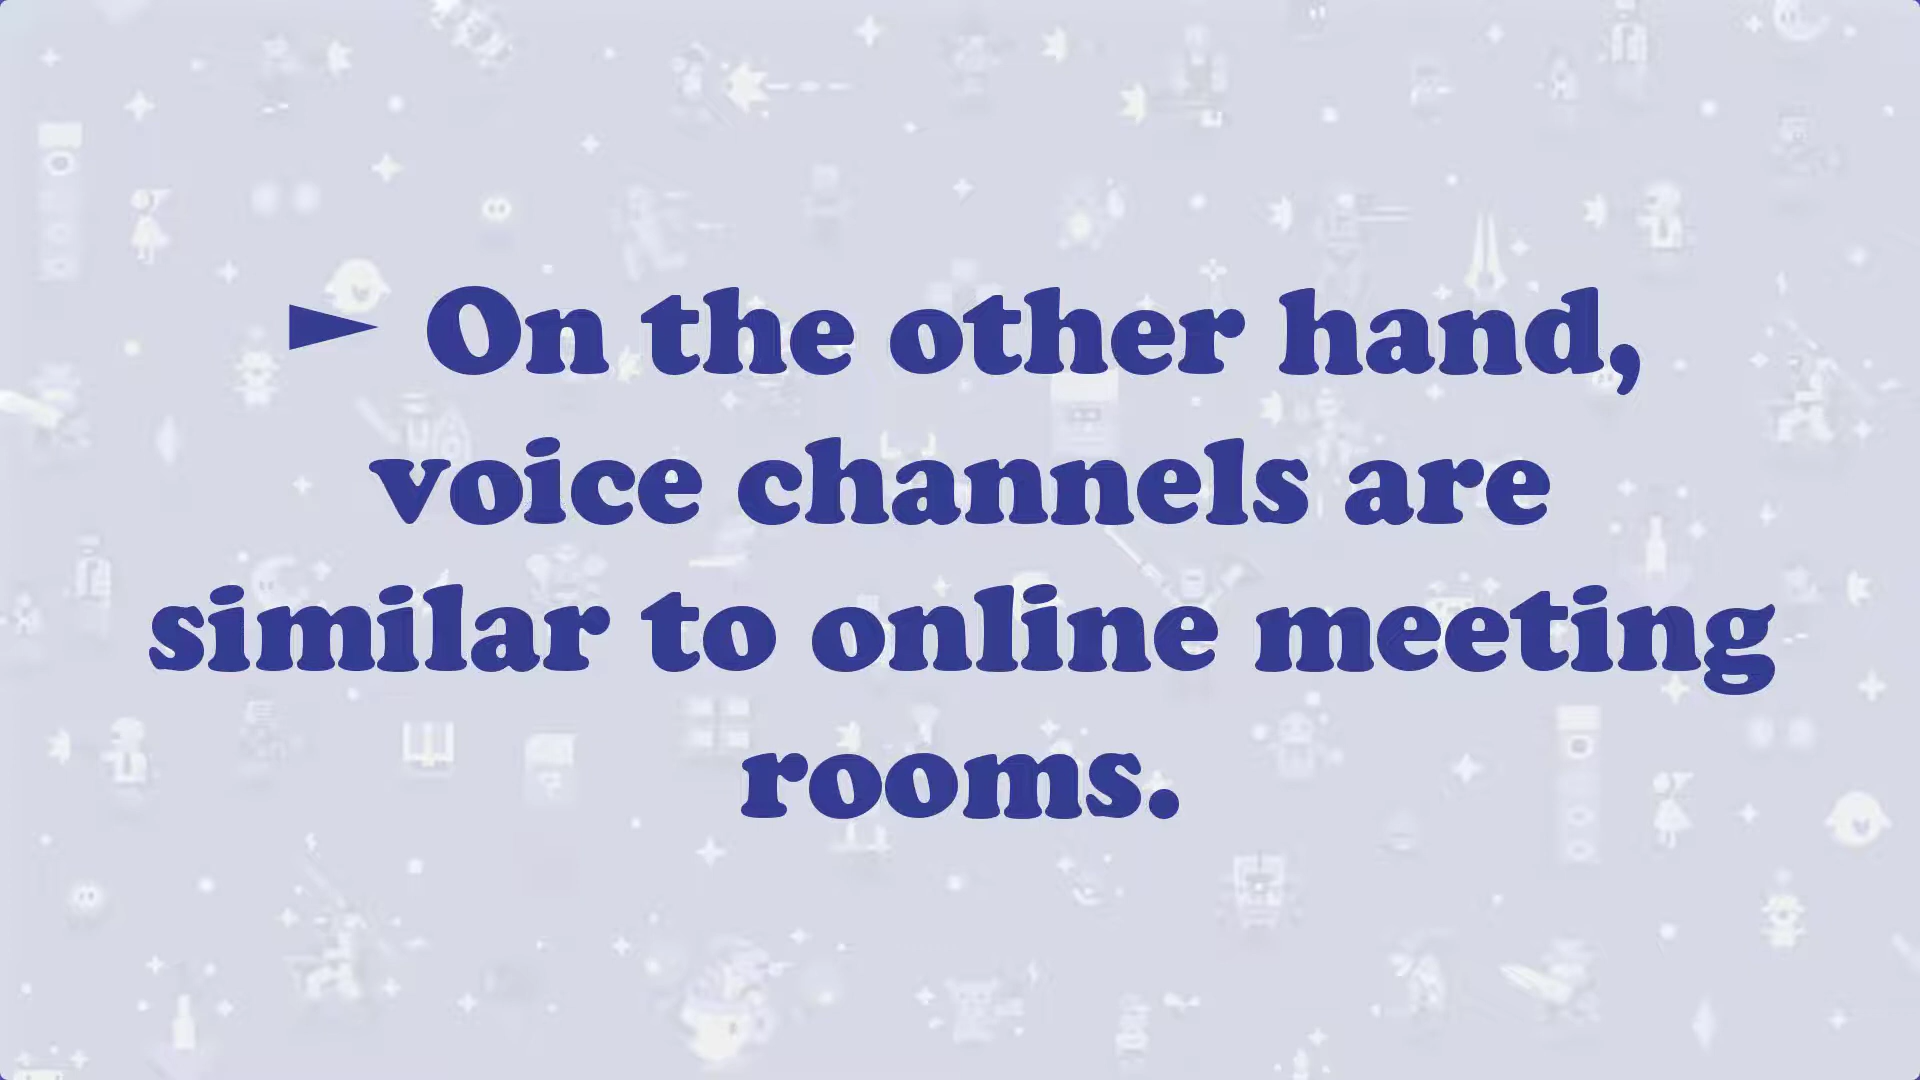 ► On the other hand,
voice channels are
similar to online meeting
rooms.